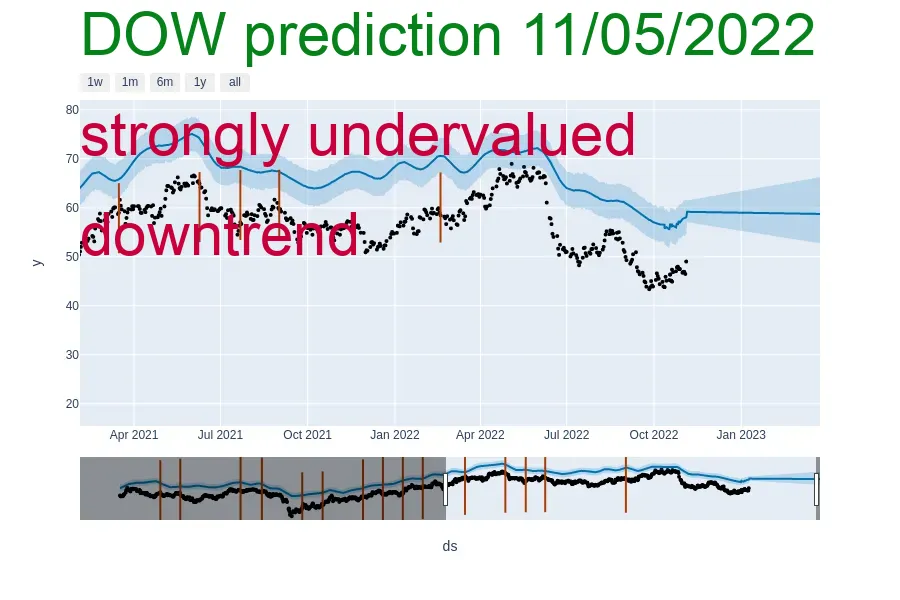 DOW prediction 11/05/2022
1w 1m 6m 1y all
80
strongly undervalued
70
60
downtrend
50
y
40
30
20
Apr 2021 Jul 2021 Oct 2021 Jan 2022 Apr 2022 Jul 2022 Oct 2022 Jan 2023
ds